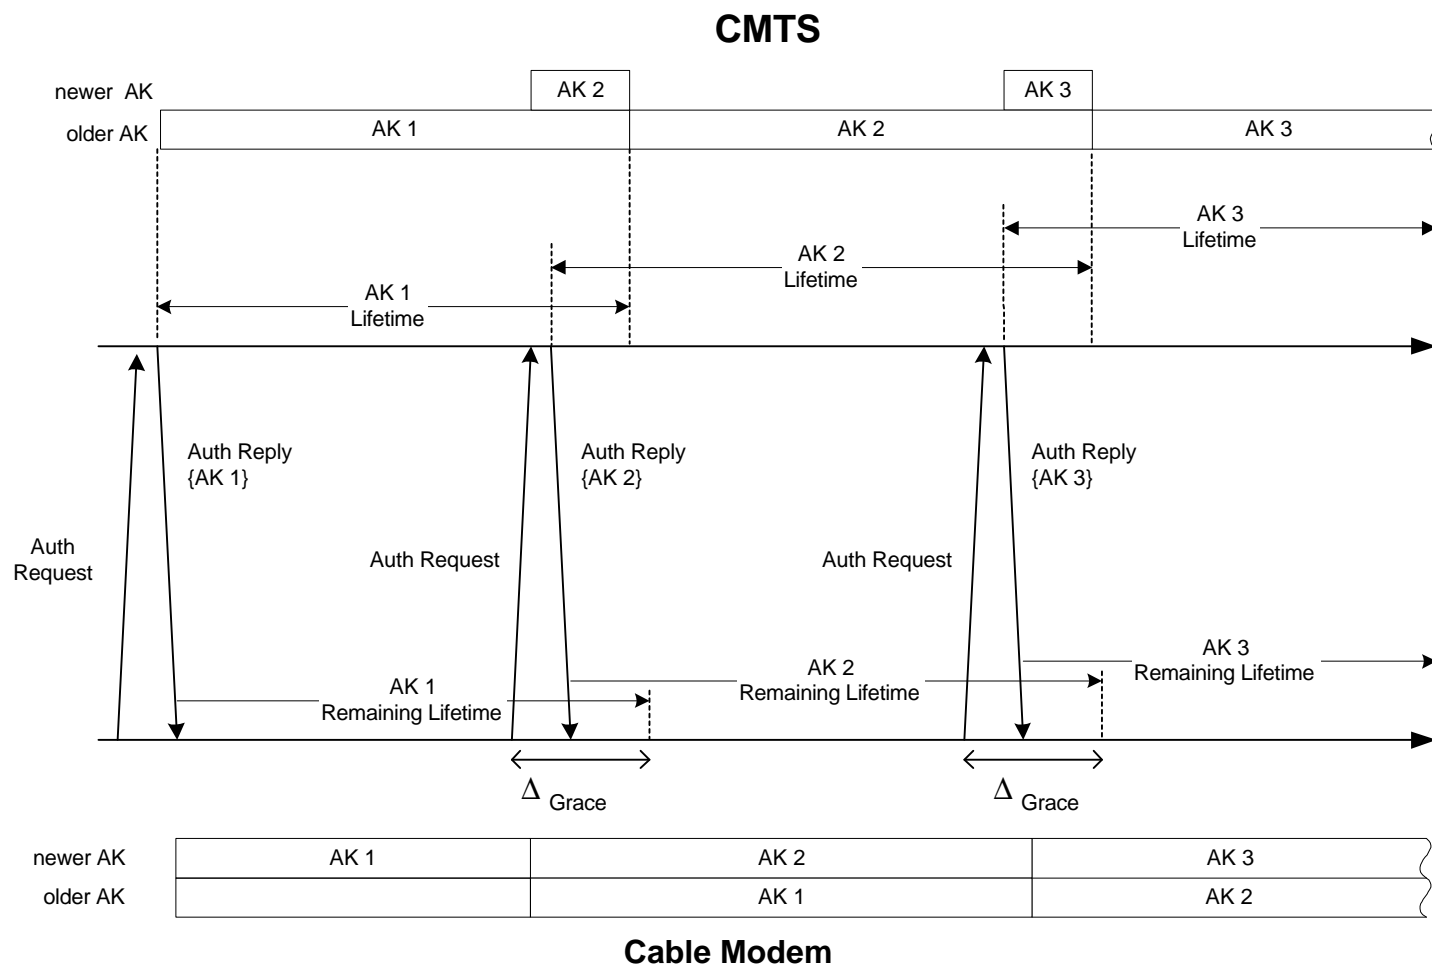 CMTS
newer AK
AK 2
AK 3
older AK
AK 1
AK 2
AK 3
AK 3
Lifetime
AK 2
Lifetime
AK 1
Lifetime
Auth Reply
{AK 1}
Auth Reply
{AK 2}
Auth Reply
{AK 3}
Auth
Request
Auth Request
Auth Request
AK 1
Remaining Lifetime
AK 2
Remaining Lifetime
AK 3
Remaining Lifetime
Δ Grace
Δ Grace
newer AK
AK 1
AK 2
AK 3
older AK
AK 1
AK 2
Cable Modem